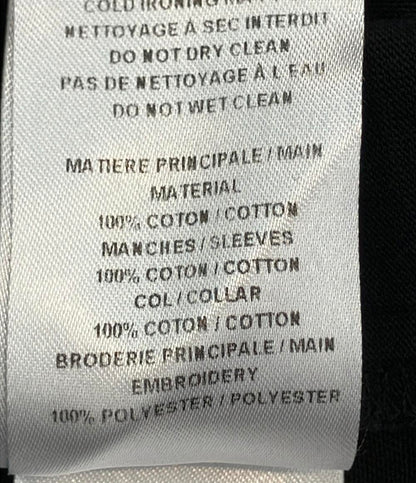 COLD IRONING
NETTOYAGE À SEC INTERDIT
DO NOT DRY CLEAN
PAS DE NETTOYAGE À L'EAU
DO NOT WET CLEAN
MATIERE PRINCIPALE / MAIN
MATERIAL
100% COTON / COTTON
MANCHES / SLEEVES
100% COTON / COTTON
COL / COLLAR
100% COTON / COTTON
BRODERIE PRINCIPALE / MAIN
EMBROIDERY
100% POLYESTER / POLYESTER